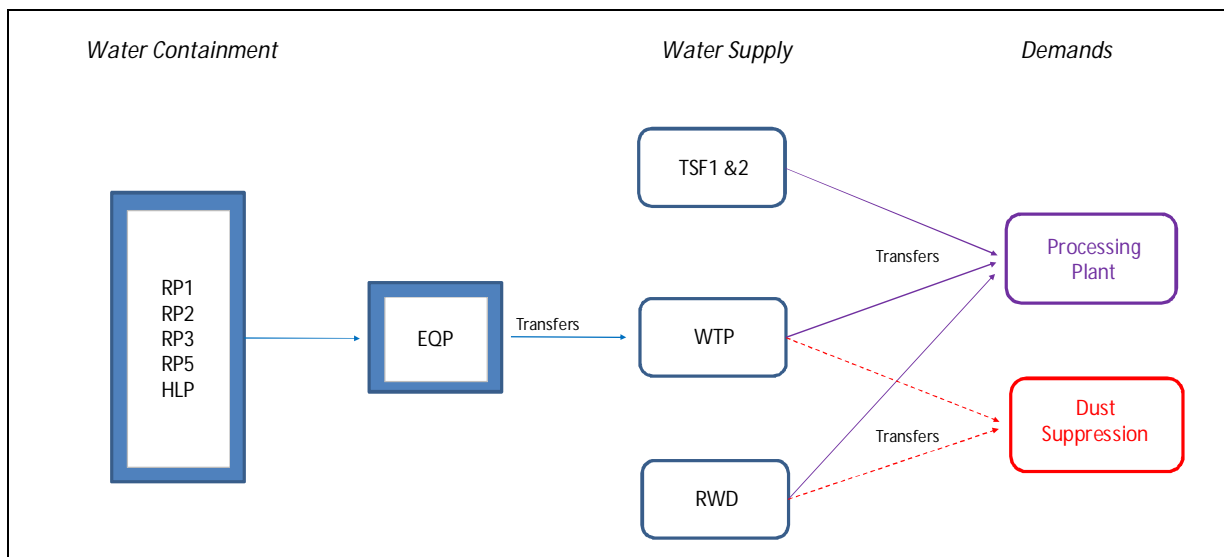 Water Containment
Water Supply
Demands
TSF1 &2
RP1
RP2
RP3
RP5
HLP
EQP
Transfers
WTP
RWD
Transfers
Transfers
Processing
Plant
Dust
Suppression